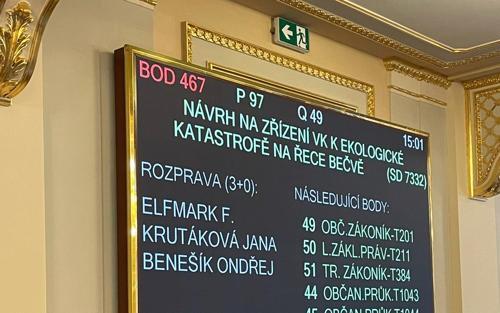 BOD 467
P 97 Q 49 15:01
NÁVRH NA ZŘÍZENÍ VK K EKOLOGICKÉ
KATASTROFĚ NA ŘECE BEČVĚ (SD 7332)
ROZPRAVA (3+0):
ELFMARK F.
KRUTÁKOVÁ JANA
BENEŠÍK ONDŘEJ
NÁSLEDUJÍCÍ BODY:
49 OBČ.ZÁKONÍK-T201
50 L.ZÁKL.PRÁV-T211
51 TR. ZÁKONÍK-T384
44 OBČAN.PRŮK.T1043